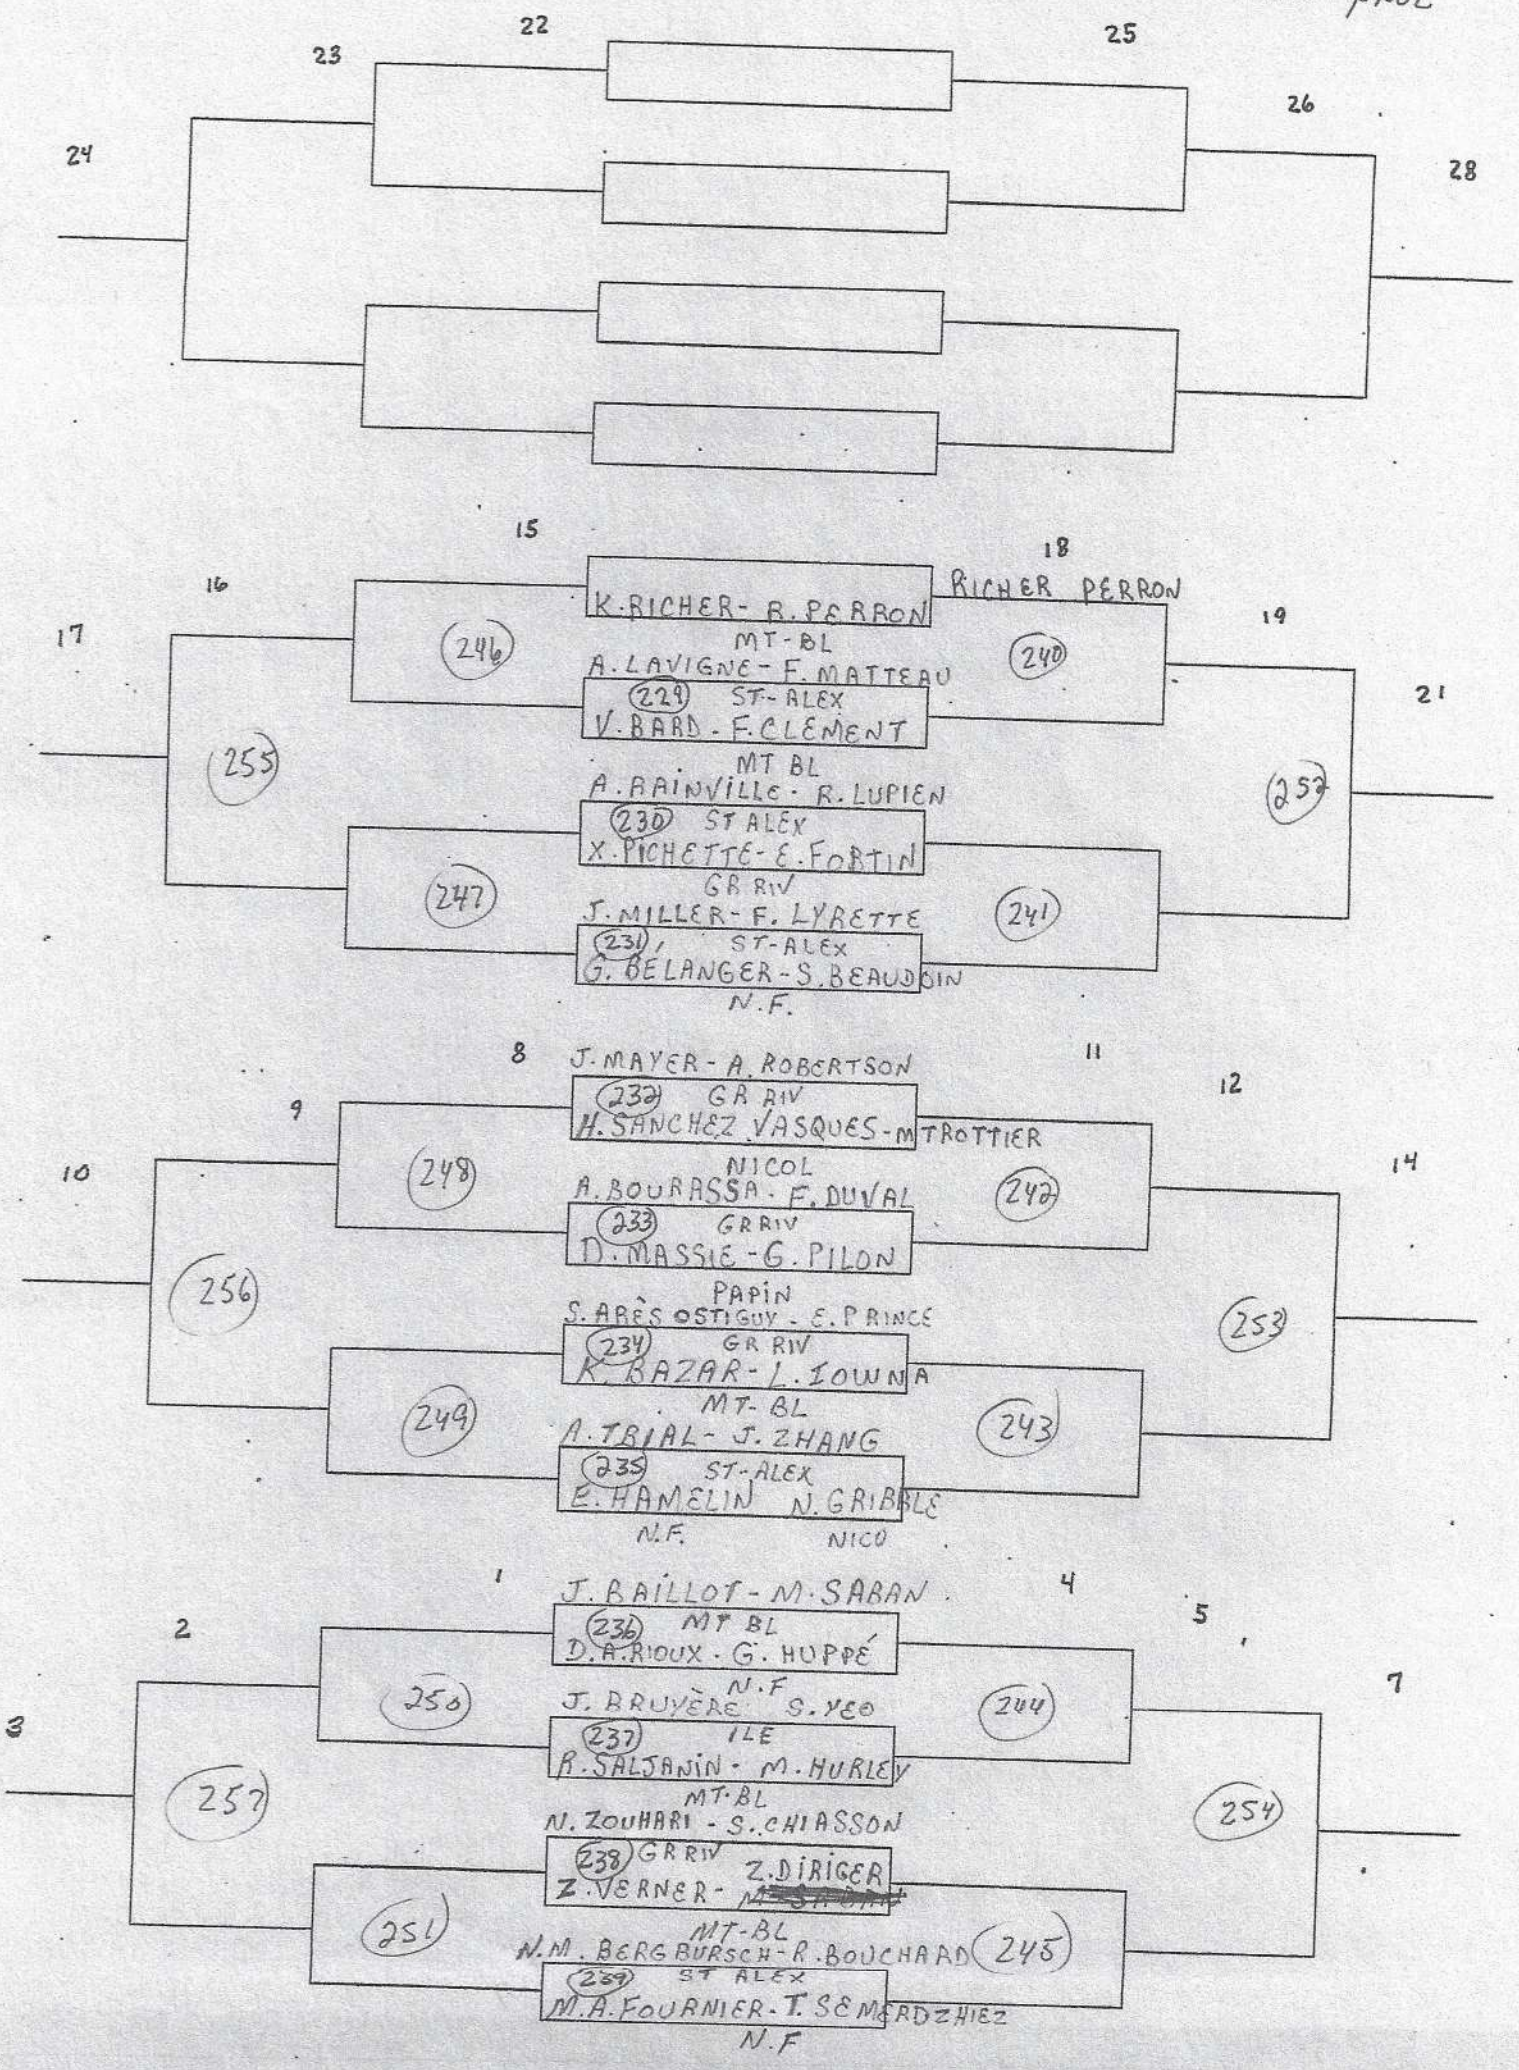 22
25
23
26
24
28
15
18
K.RICHER- R.PERRON
RICHER PERRON
16
19
17
MT-BL
246
240
A.LAVIGNE-F.MATTEAU
229 ST-ALEX
21
V.BARD-F.CLEMENT
255
MT BL
252
A.RAINVILLE- R.LUPIEN
230 ST ALEX
X.PICHETTE-E.FORTIN
247
GR RIV
241
J.MILLER-F. LYRETTE
231 ST-ALEX
G.BÉLANGER-S.BEAUDOIN
N.F.
8
J.MAYER-A.ROBERTSON
11
12
9
232 GR RIV
H.SANCHEZ VASQUES-M TROTTIER
10
248
NICOL
242
14
A.BOURASSA- F.DUVAL
233 GR RIV
D.MASSIE-G.PILON
256
PAPIN
253
S.ARÈS OSTIGUY-E.PRINCE
234 GR RIV
K.BAZAR-L.IOWNA
249
MT-BL
243
A.TRIAL-J.ZHANG
235 ST-ALEX
E.HAMELIN N.GRIBBLE
N.F. NICO
1
J.BAILLOT-M.SABAN
4
5
2
236 MT BL
D.A.RIOUX.G.HUPPÉ
7
3
250
N.F
244
J.BRUYÈRE S.YEO
237 ILE
R.SALJANIN-M.HURLEY
257
MT-BL
254
N.ZOUHARI-S.CHIASSON
238 GR RIV Z.DIRIGER
Z.VERNER- M SABAN
251
MT-BL
245
N.M. BERGBURSCH-R.BOUCHARD
239 ST ALEX
M.A.FOURNIER.T.SEMERDZHIEZ
N.F